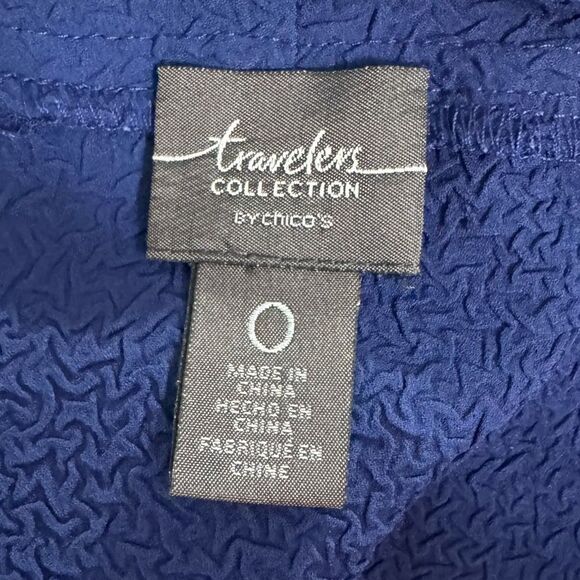 travelers
COLLECTION
BY CHICO'S
0
MADE IN
CHINA
HECHO EN
CHINA
FABRIQUÉ EN
CHINE